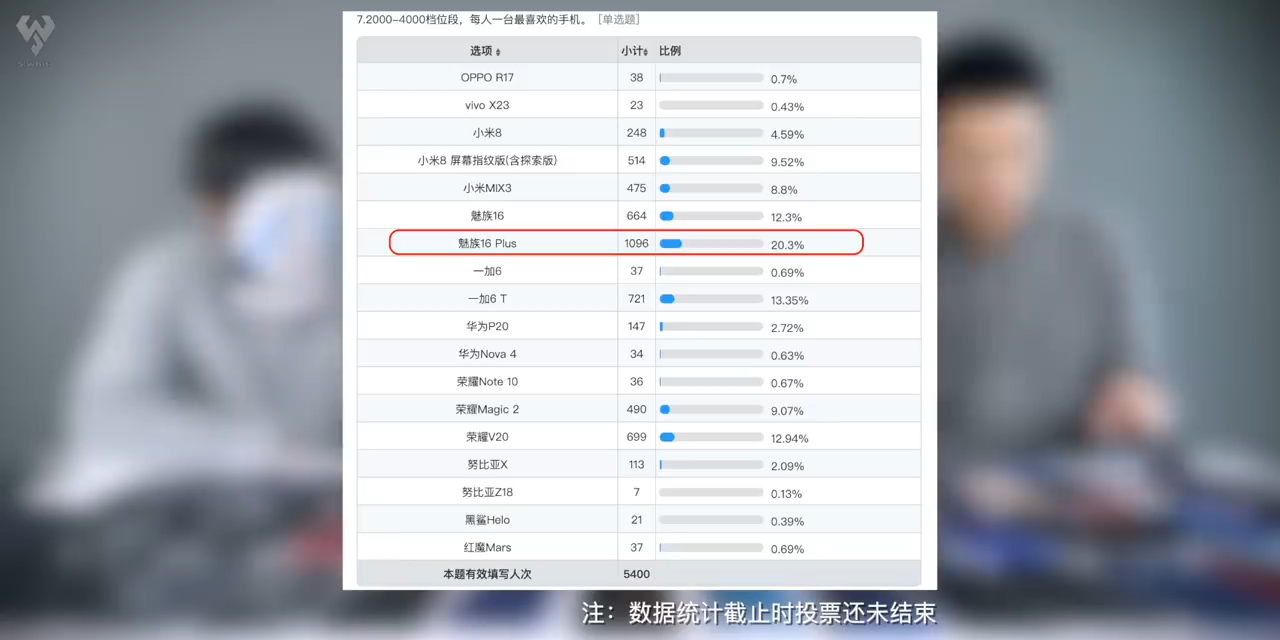 7.2000-4000档位段，每人一台最喜欢的手机。 [单选题]
选项 小计 比例
OPPO R17 38 0.7%
vivo X23 23 0.43%
小米8 248 4.59%
小米8 屏幕指纹版(含探索版) 514 9.52%
小米MIX3 475 8.8%
魅族16 664 12.3%
魅族16 Plus 1096 20.3%
一加6 37 0.69%
一加6 T 721 13.35%
华为P20 147 2.72%
华为Nova 4 34 0.63%
荣耀Note 10 36 0.67%
荣耀Magic 2 490 9.07%
荣耀V20 699 12.94%
努比亚X 113 2.09%
努比亚Z18 7 0.13%
黑鲨Helo 21 0.39%
红魔Mars 37 0.69%
本题有效填写人次 5400
注：数据统计截止时投票还未结束